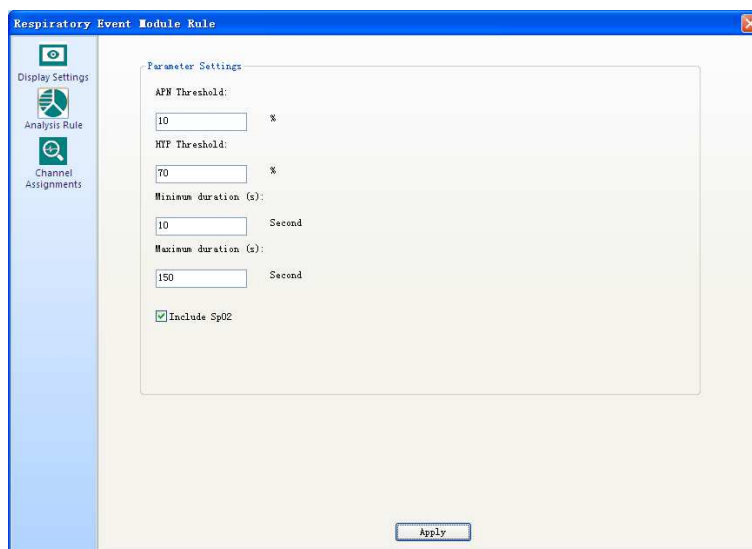 Respiratory Event Module Rule
Display Settings
Analysis Rule
Channel
Assignments
Parameter Settings
APN Threshold:
10 %
HYP Threshold:
70 %
Minimum duration (s):
10 Second
Maximum duration (s):
150 Second
Include SpO2
Apply